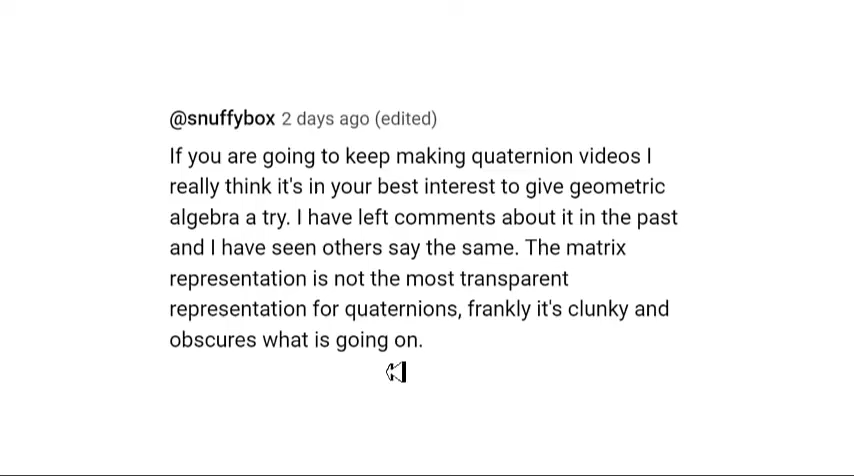 @snuffybox 2 days ago (edited)
If you are going to keep making quaternion videos I
really think it's in your best interest to give geometric
algebra a try. I have left comments about it in the past
and I have seen others say the same. The matrix
representation is not the most transparent
representation for quaternions, frankly it's clunky and
obscures what is going on.